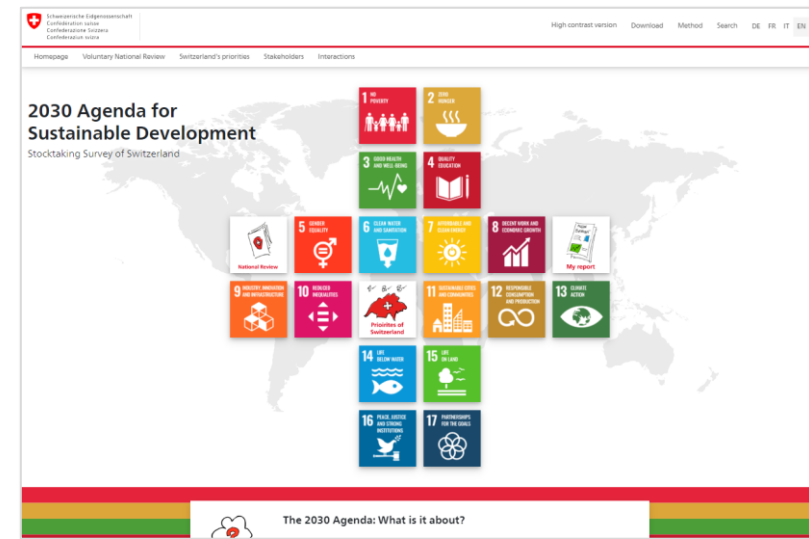 Schweizerische Eidgenossenschaft
Confédération suisse
Confederazione Svizzera
Confederaziun svizra
High contrast version Download Method Search DE FR IT EN
Homepage Voluntary National Review Switzerland's priorities Stakeholders Interactions
2030 Agenda for
Sustainable Development
Stocktaking Survey of Switzerland
1 NO
POVERTY
2 ZERO
HUNGER
3 GOOD HEALTH
AND WELL-BEING
4 QUALITY
EDUCATION
National Review
5 GENDER
EQUALITY
6 CLEAN WATER
AND SANITATION
7 AFFORDABLE AND
CLEAN ENERGY
8 DECENT WORK AND
ECONOMIC GROWTH
My report
9 INDUSTRY, INNOVATION
AND INFRASTRUCTURE
10 REDUCED
INEQUALITIES
Prioirites of
Switzerland
11 SUSTAINABLE CITIES
AND COMMUNITIES
12 RESPONSIBLE
CONSUMPTION
AND PRODUCTION
13 CLIMATE
ACTION
14 LIFE
BELOW WATER
15 LIFE
ON LAND
16 PEACE, JUSTICE
AND STRONG
INSTITUTIONS
17 PARTNERSHIPS
FOR THE GOALS
The 2030 Agenda: What is it about?